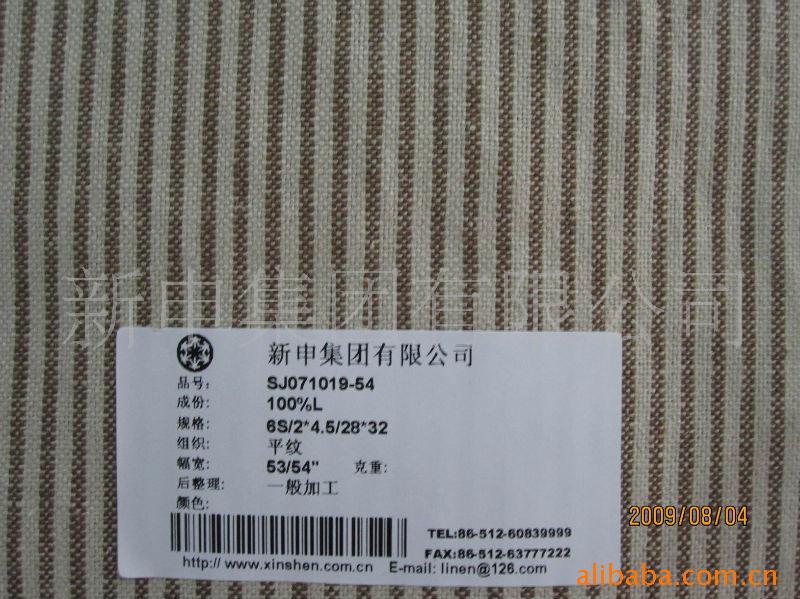 新申集团有限公司
新申集团有限公司
品号: SJ071019-54
成份: 100%L
规格: 6S/2*4.5/28*32
组织: 平纹
幅宽: 53/54" 克重:
后整理: 一般加工
颜色:
TEL:86-512-60839999
FAX:86-512-63777222
http://www.xinshen.com.cn E-mail: linen@126.com
2009/08/04
alibaba.com.cn